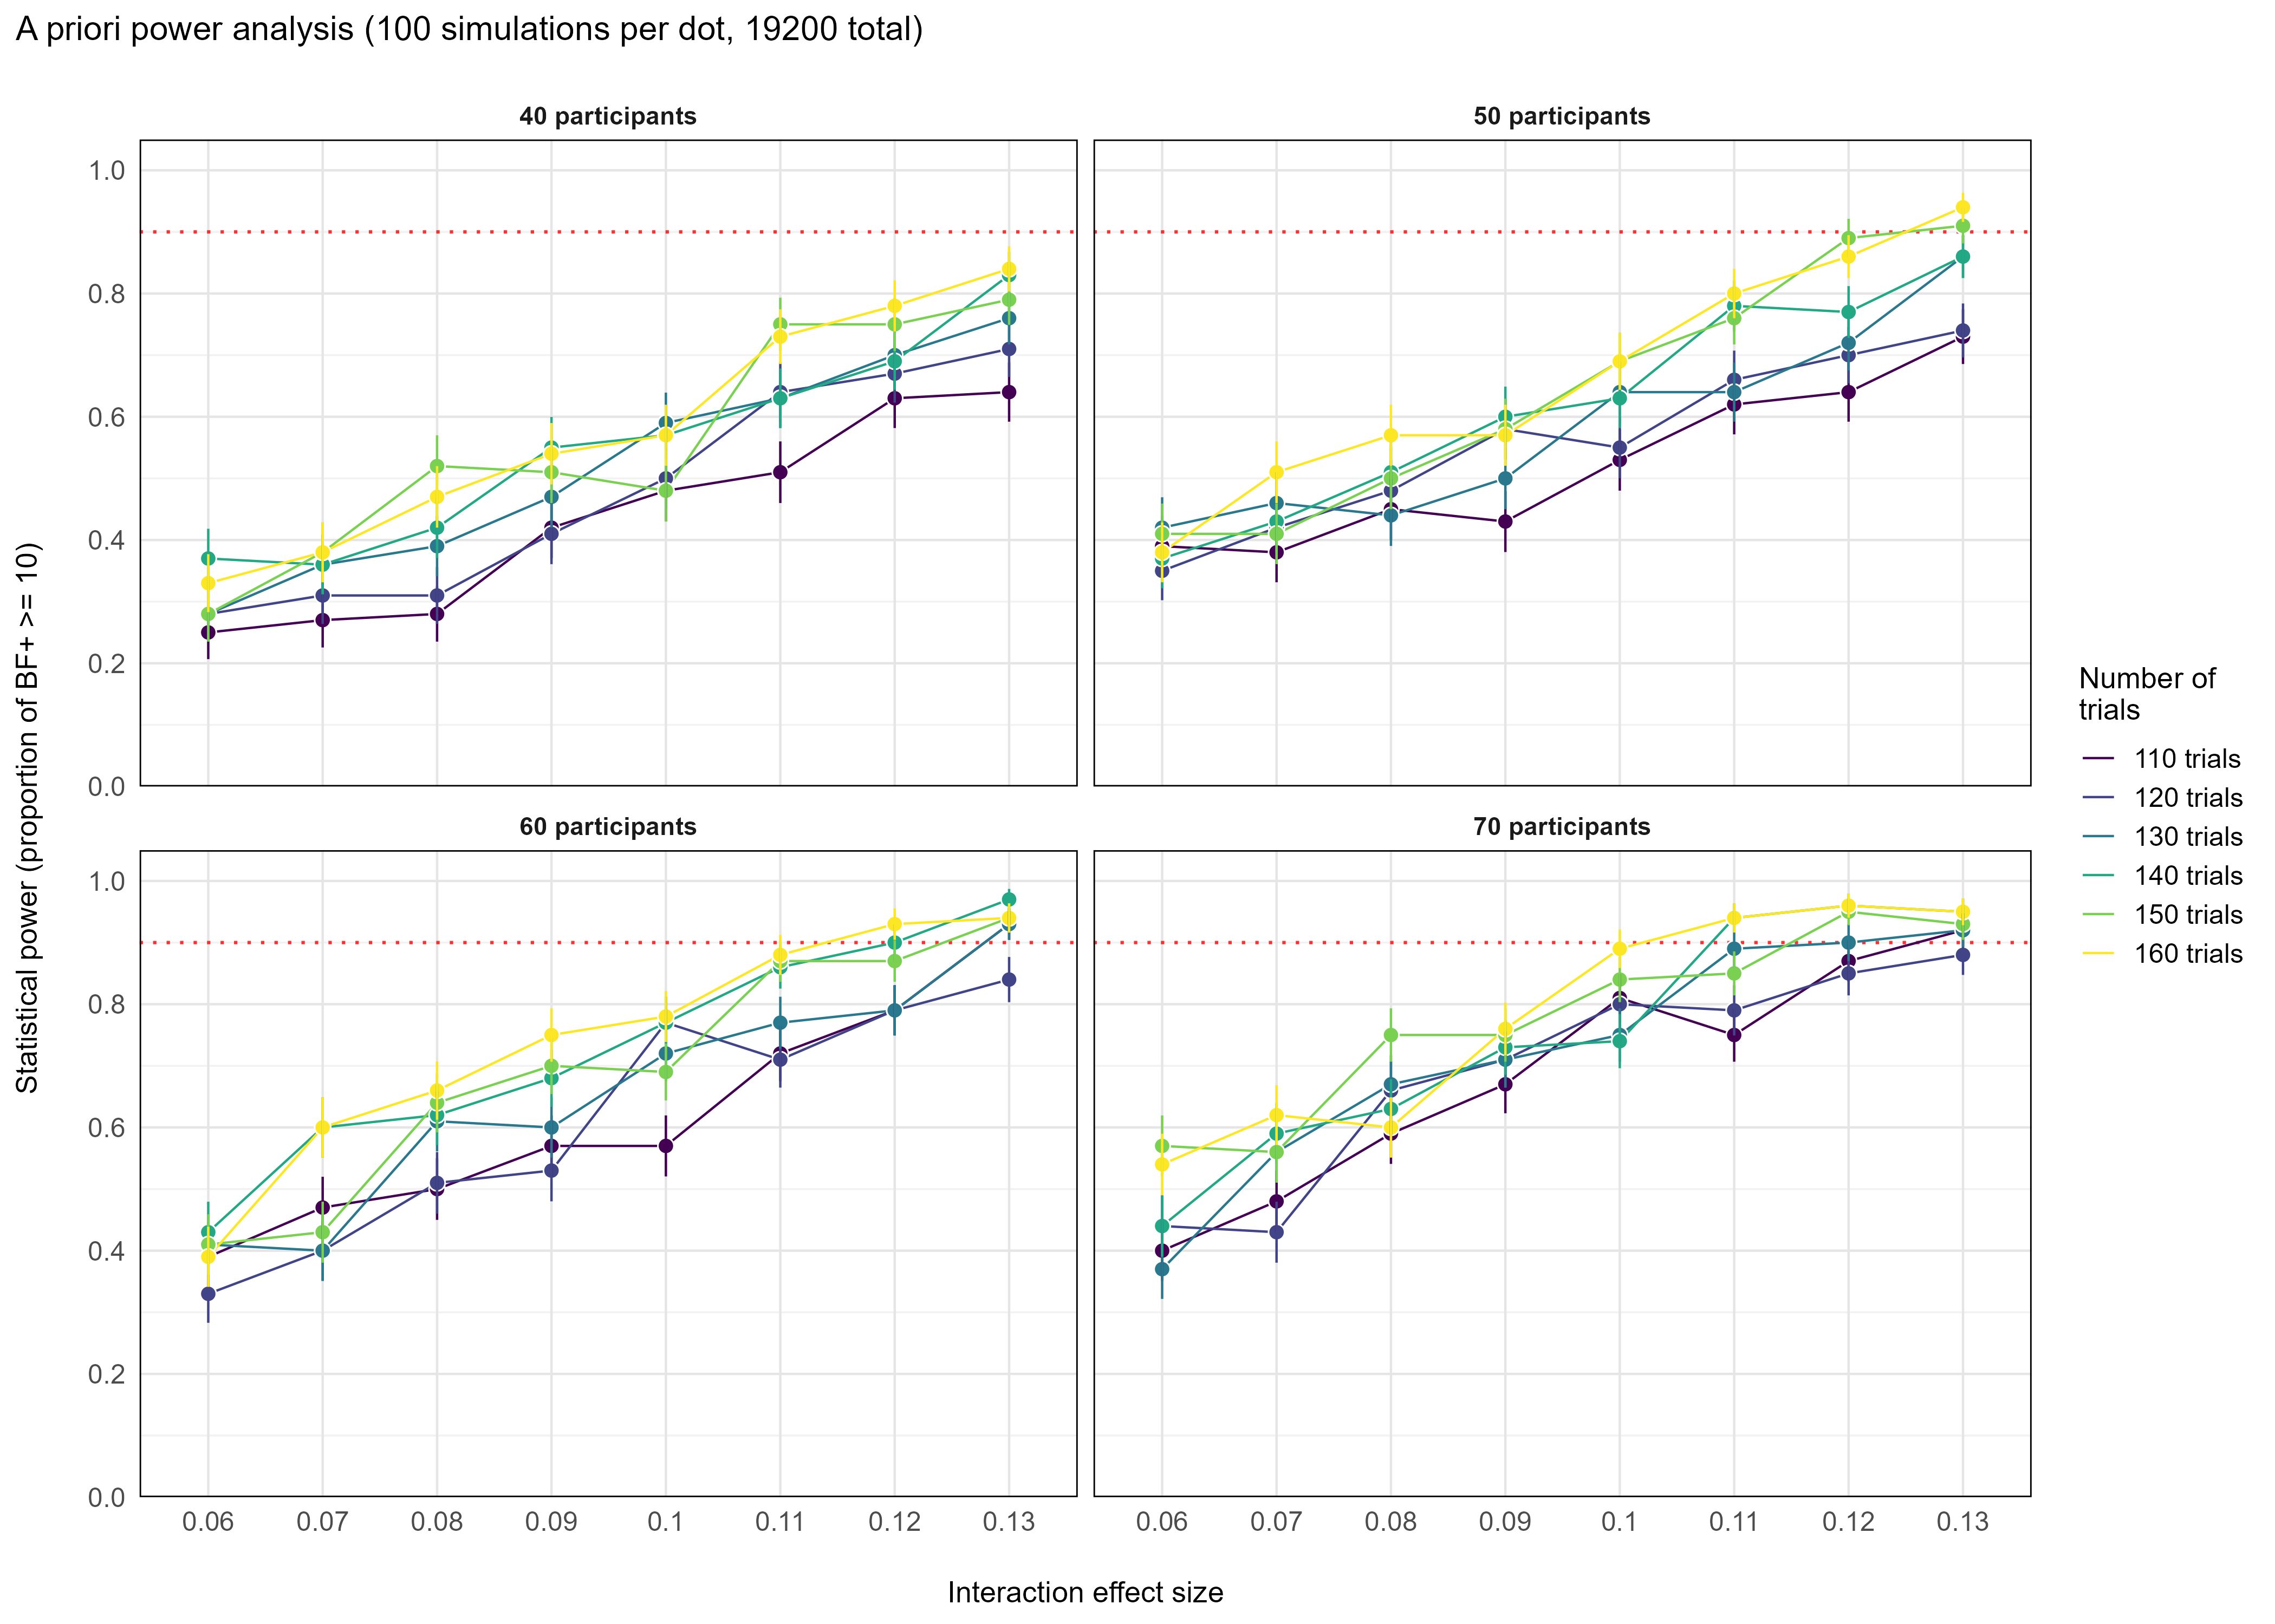 A priori power analysis (100 simulations per dot, 19200 total)
40 participants
50 participants
1.0
0.8
0.6
0.4
0.2
0.0
60 participants
70 participants
1.0
0.8
0.6
0.4
0.2
0.0
0.06 0.07 0.08 0.09 0.1 0.11 0.12 0.13
0.06 0.07 0.08 0.09 0.1 0.11 0.12 0.13
Interaction effect size
Statistical power (proportion of BF+ >= 10)
Number of
trials
110 trials
120 trials
130 trials
140 trials
150 trials
160 trials